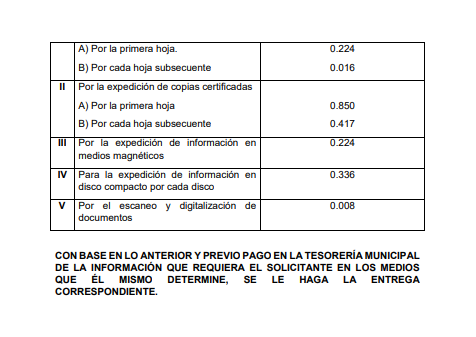 A) Por la primera hoja. 0.224
B) Por cada hoja subsecuente 0.016
II Por la expedición de copias certificadas
A) Por la primera hoja 0.850
B) Por cada hoja subsecuente 0.417
III Por la expedición de información en 0.224
medios magnéticos
IV Para la expedición de información en 0.336
disco compacto por cada disco
V Por el escaneo y digitalización de 0.008
documentos
CON BASE EN LO ANTERIOR Y PREVIO PAGO EN LA TESORERÍA MUNICIPAL
DE LA INFORMACIÓN QUE REQUIERA EL SOLICITANTE EN LOS MEDIOS
QUE ÉL MISMO DETERMINE, SE LE HAGA LA ENTREGA
CORRESPONDIENTE.